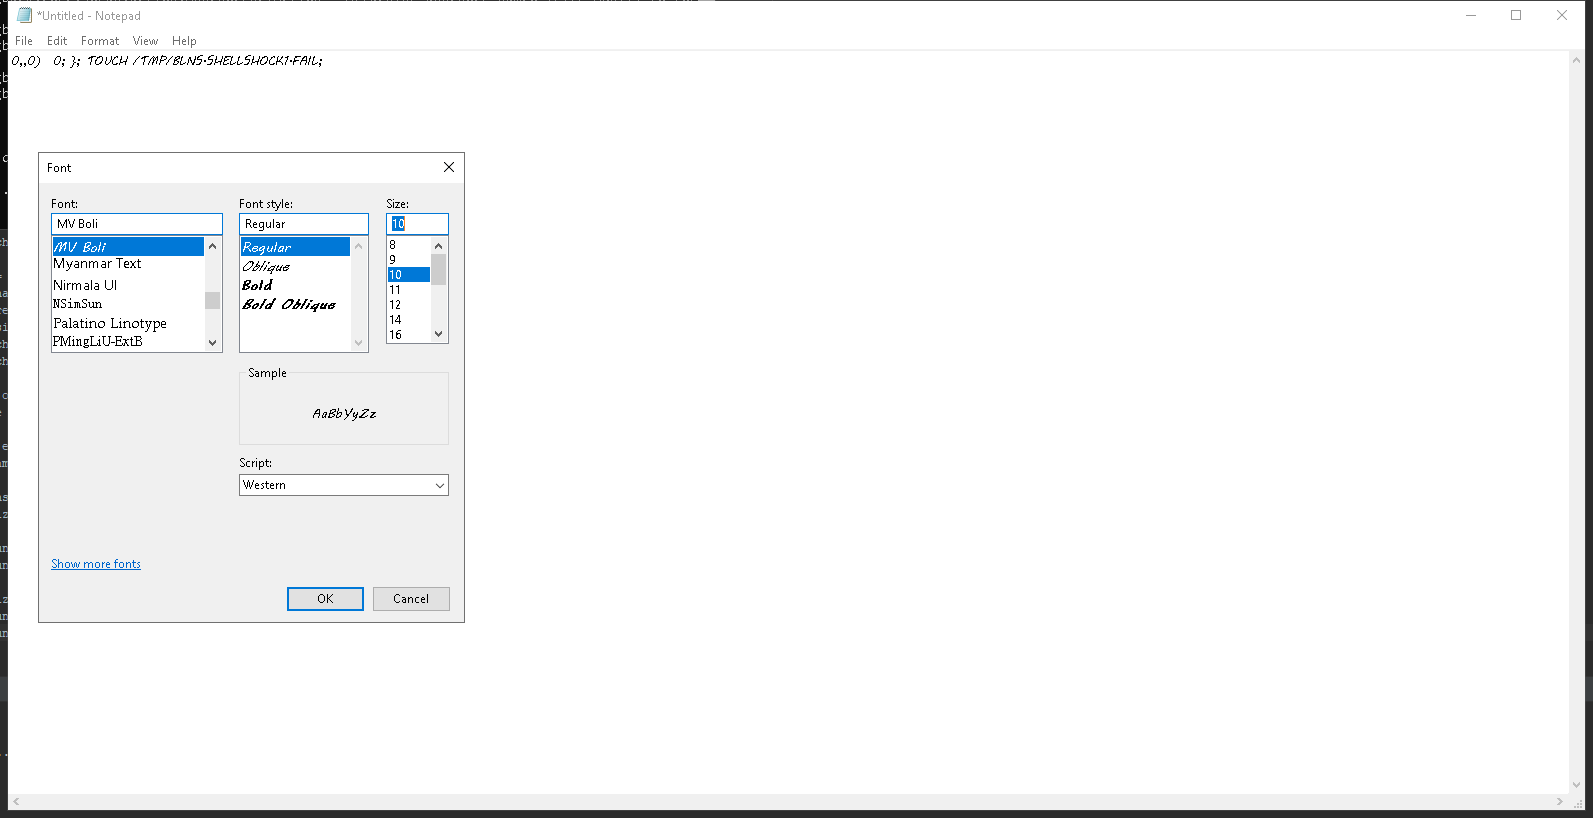 *Untitled - Notepad
File Edit Format View Help
0,,0)  0; }; TOUCH /TMP/BLNS.SHELLSHOCK1.FAIL;
Font
Font: Font style: Size:
MV Boli Regular 10
MV Boli Regular 8
Myanmar Text Oblique 9
Nirmala UI Bold 10
NSimSun Bold Oblique 11
Palatino Linotype 12
PMingLiU-ExtB 14
16
Sample
AaBbYyZz
Script:
Western
Show more fonts
OK Cancel